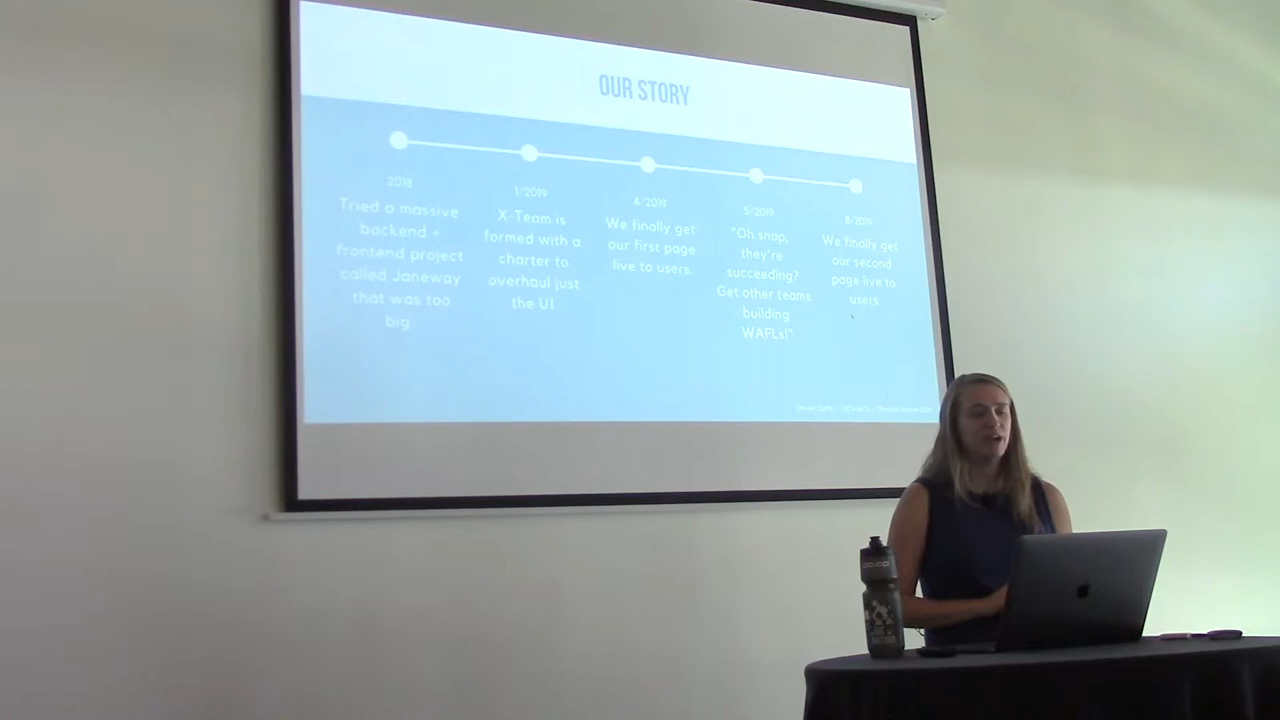 OUR STORY
2018
Tried a massive
backend +
frontend project
called Janeway
that was too
big.
1/2019
X-Team is
formed with a
charter to
overhaul just
the UI
4/2019
We finally get
our first page
live to users.
5/2019
"Oh snap,
they're
succeeding?
Get other teams
building
WAFLs!"
8/2019
We finally get
our second
page live to
users.
co-op